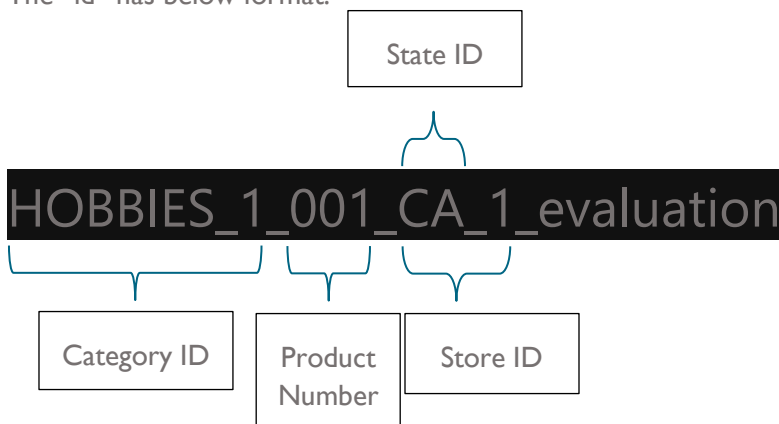 The "id" has below format.
State ID
HOBBIES_1_001_CA_1_evaluation
Category ID
Product
Number
Store ID